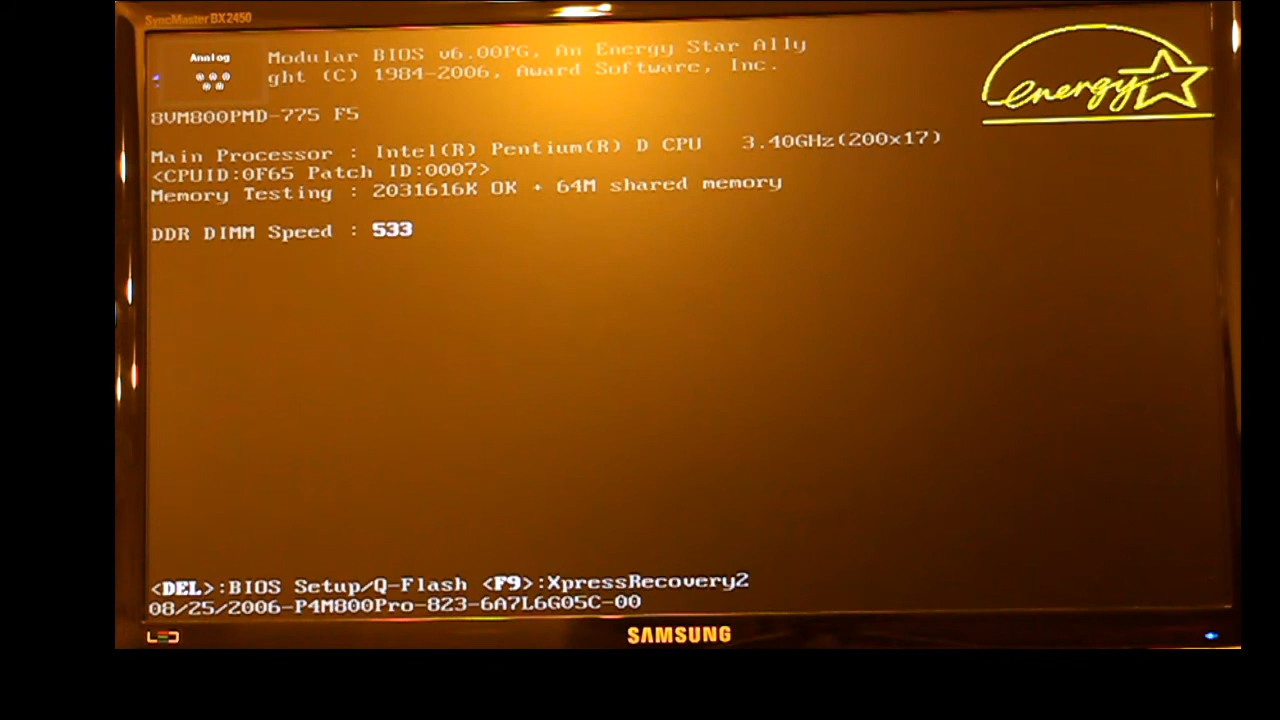 SyncMaster BX2450
Analog
Modular BIOS v6.00PG, An Energy Star Ally
ght (C) 1984-2006, Award Software, Inc.
energy
8VM800PMD-775 F5
Main Processor : Intel(R) Pentium(R) D CPU 3.40GHz(200x17)
<CPUID:0F65 Patch ID:0007>
Memory Testing : 2031616K OK + 64M shared memory
DDR DIMM Speed : 533
<DEL>:BIOS Setup/Q-Flash <F9>:XpressRecovery2
08/25/2006-P4M800Pro-823-6A7L6G05C-00
LED
SAMSUNG